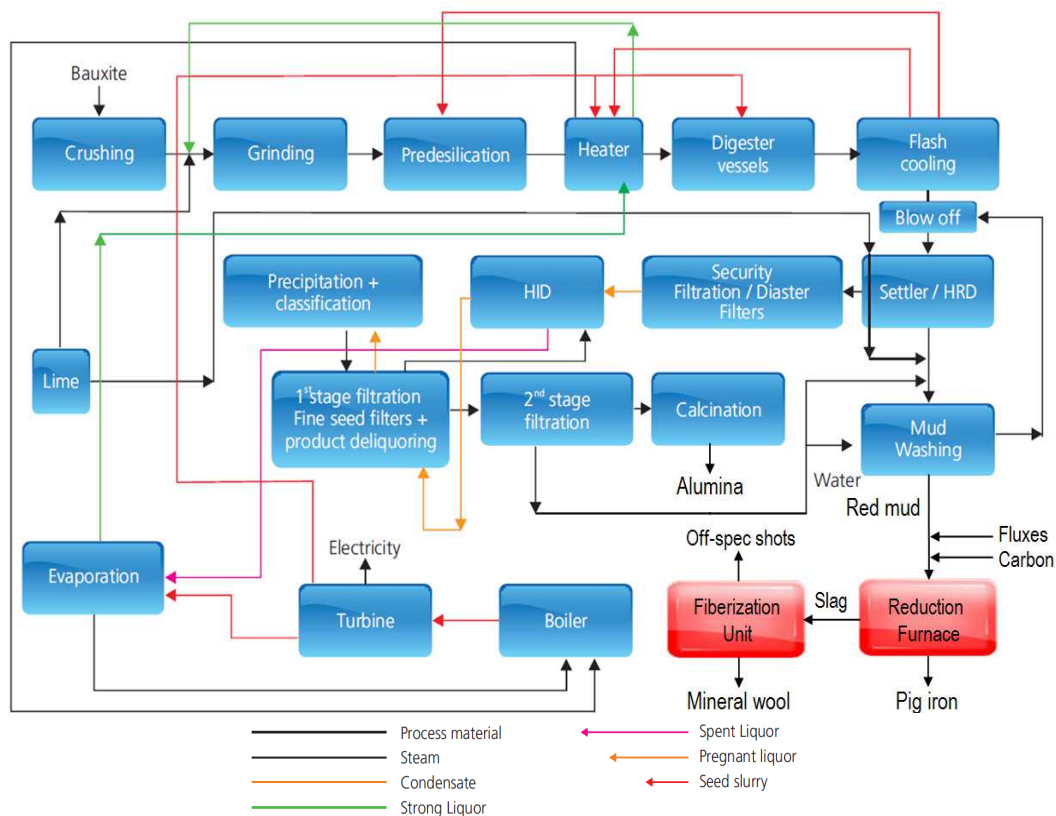 Bauxite
Crushing
Grinding
Predesilication
Heater
Digester
vessels
Flash
cooling
Blow off
Precipitation +
classification
HID
Security
Filtration / Diaster
Filters
Settler / HRD
Lime
1st stage filtration
Fine seed filters +
product deliquoring
2nd stage
filtration
Calcination
Mud
Washing
Alumina
Water
Red mud
Evaporation
Electricity
Turbine
Boiler
Off-spec shots
Fluxes
Carbon
Fiberization
Unit
Slag
Reduction
Furnace
Mineral wool
Pig iron
Process material
Steam
Condensate
Strong Liquor
Spent Liquor
Pregnant liquor
Seed slurry